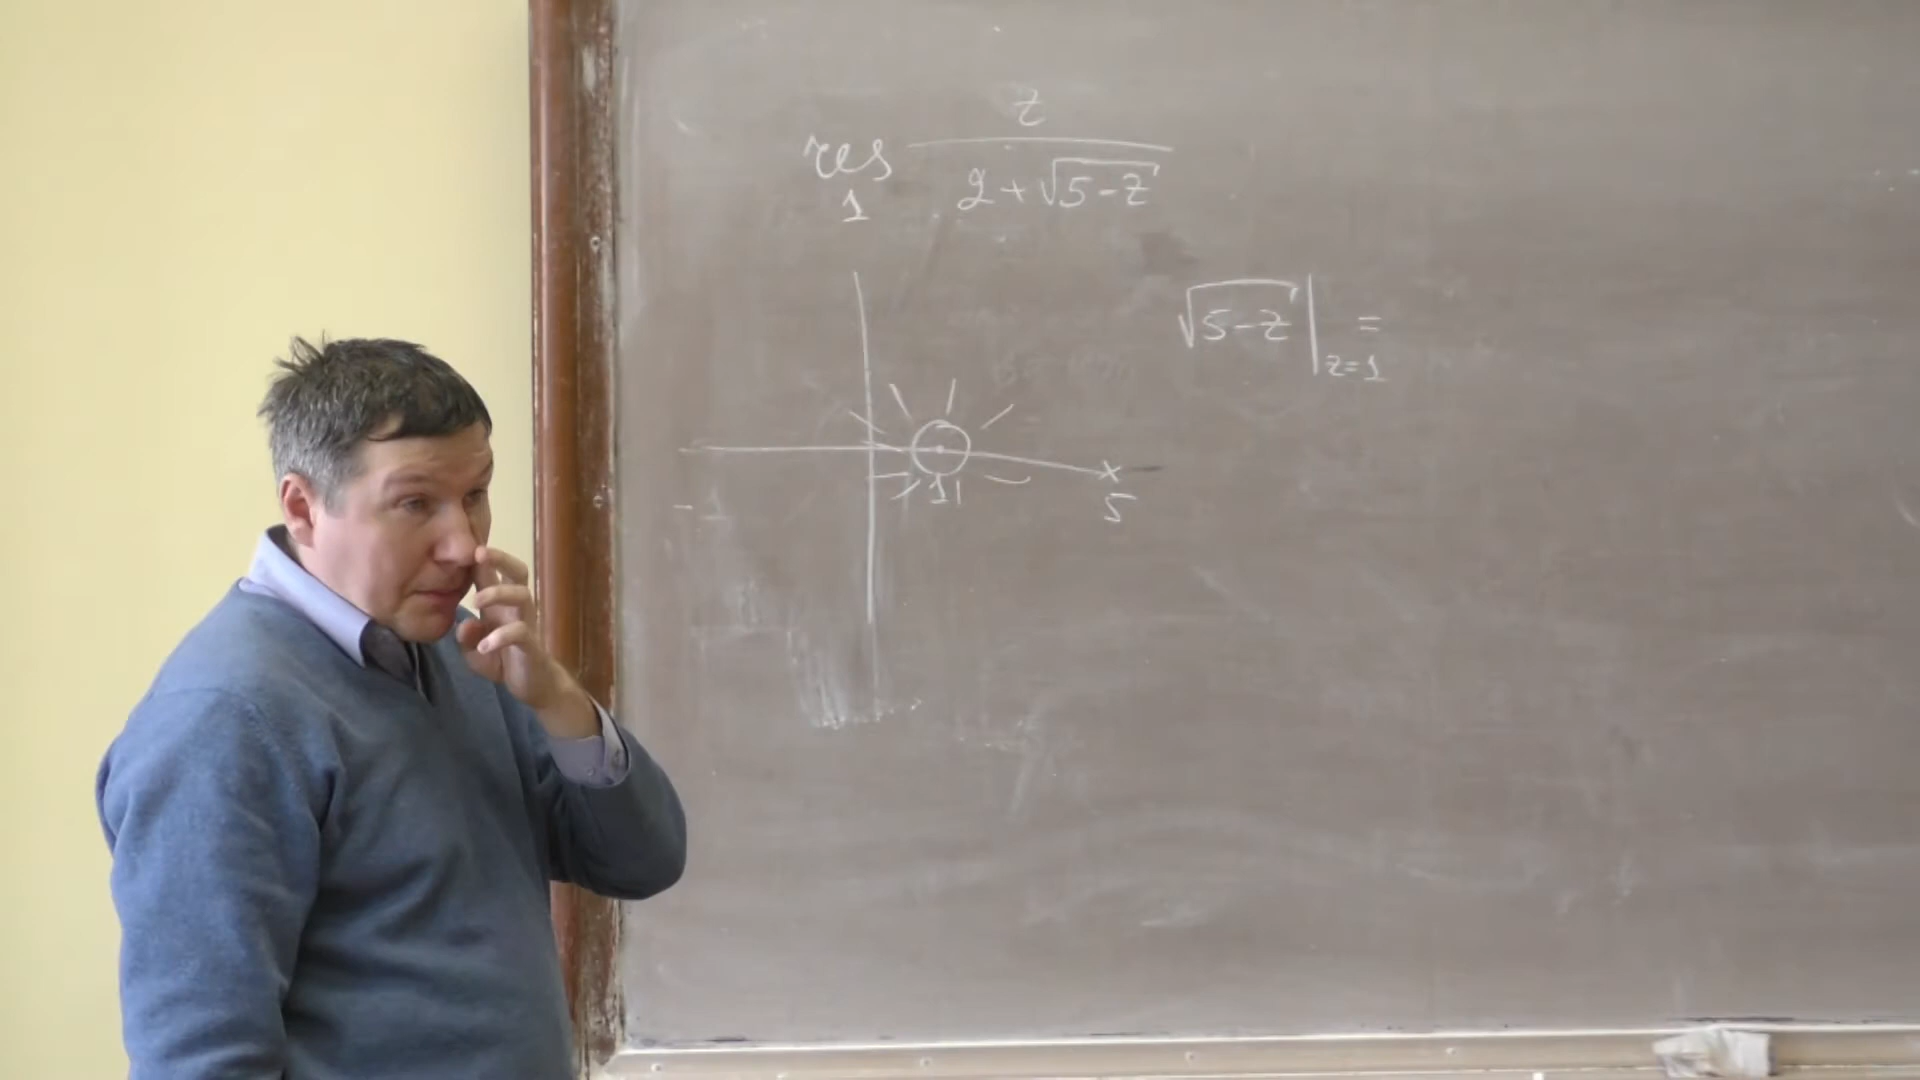 res z / (2 + √5-z)
1
√5-z | z=1 =
1
5
-1